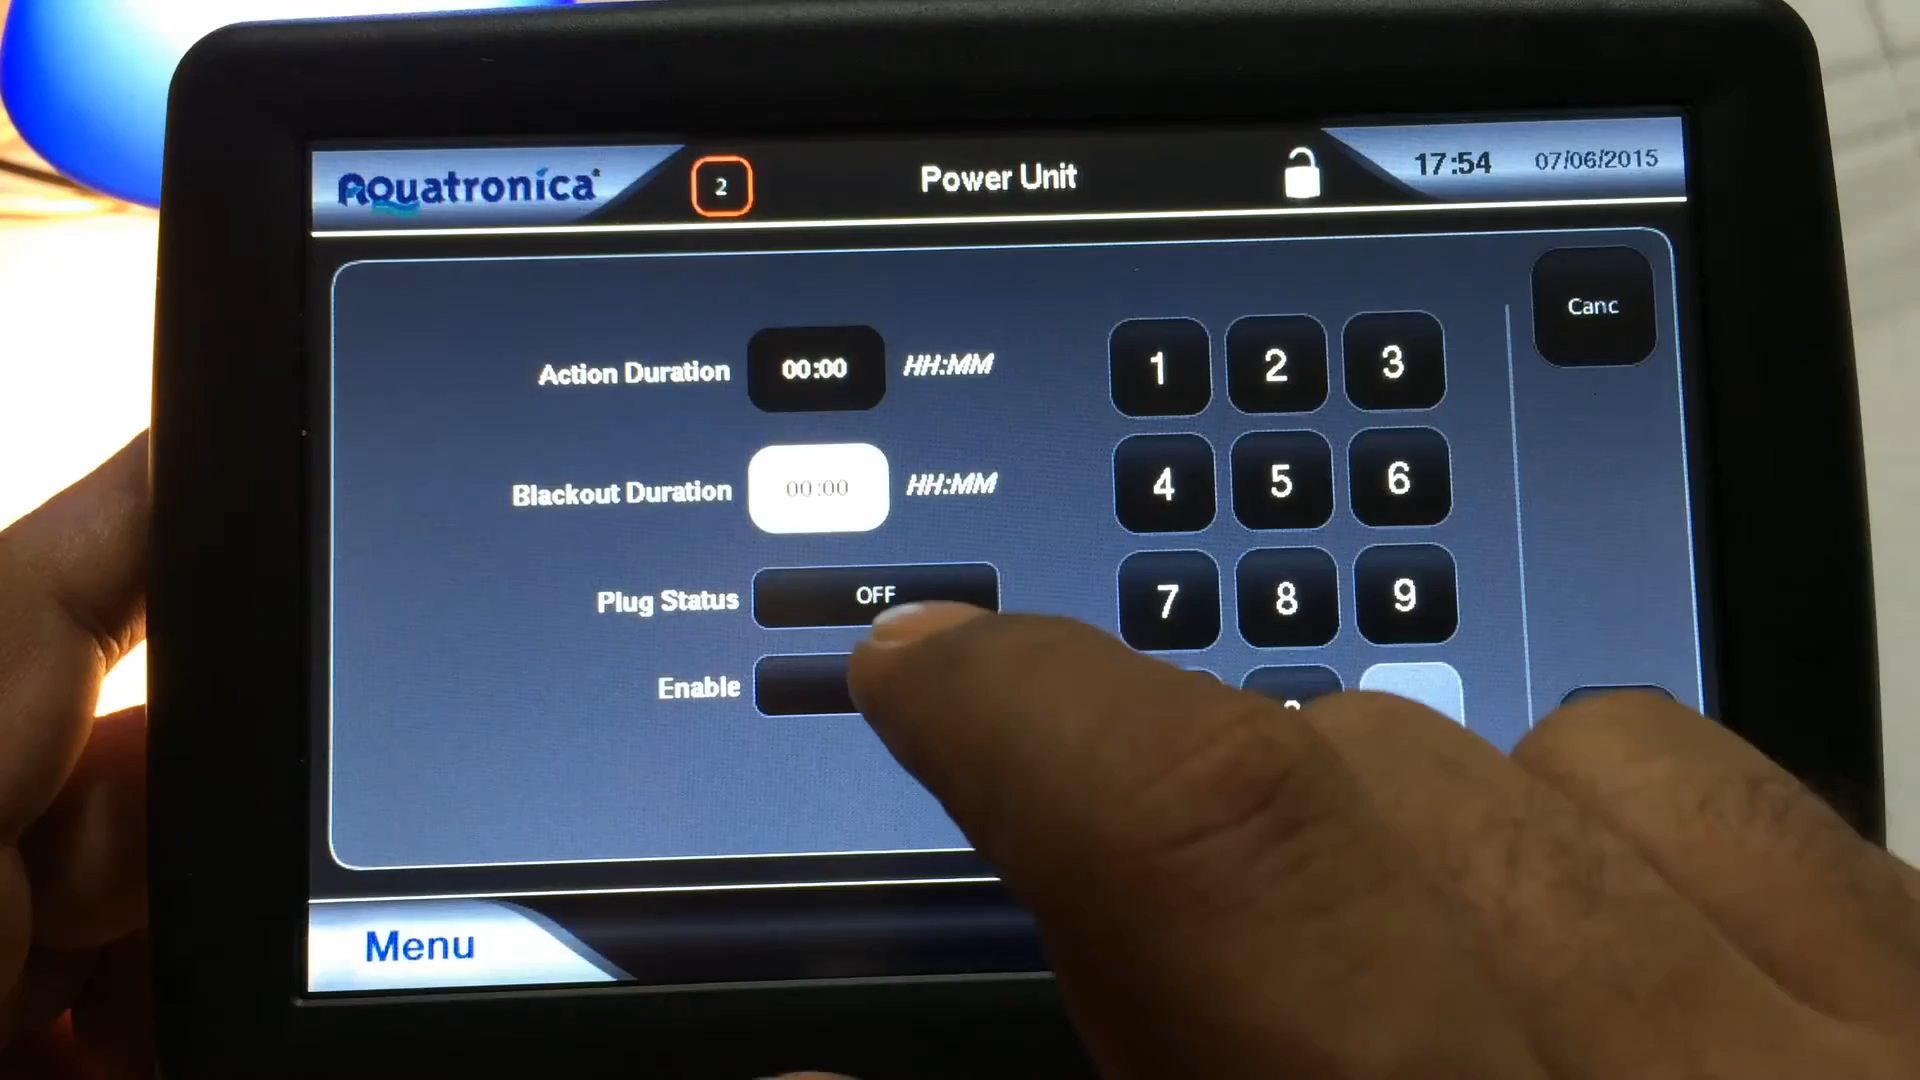 Aquatronica
2
Power Unit
17:54
07/06/2015
Canc
Action Duration
00:00
HH:MM
1
2
3
Blackout Duration
00:00
HH:MM
4
5
6
Plug Status
OFF
7
8
9
Enable
Menu